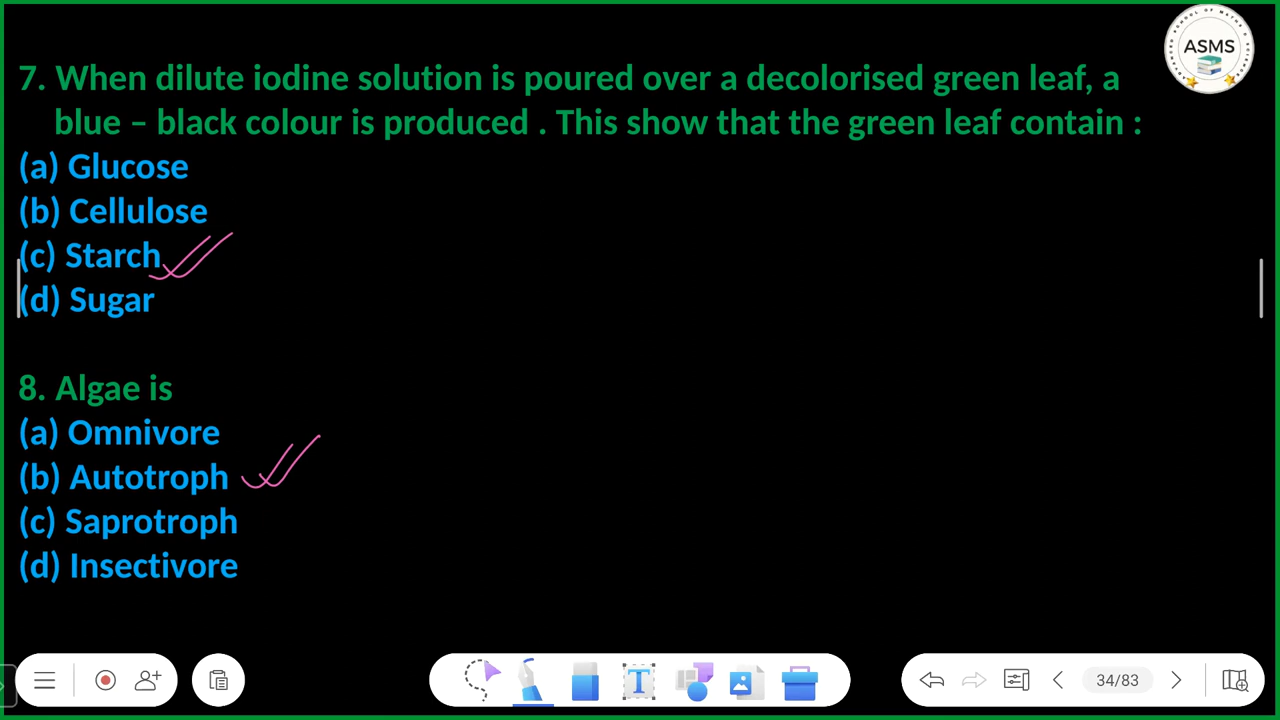 ASMS
7. When dilute iodine solution is poured over a decolorised green leaf, a
blue – black colour is produced . This show that the green leaf contain :
(a) Glucose
(b) Cellulose
(c) Starch
(d) Sugar
8. Algae is
(a) Omnivore
(b) Autotroph
(c) Saprotroph
(d) Insectivore
T
34/83